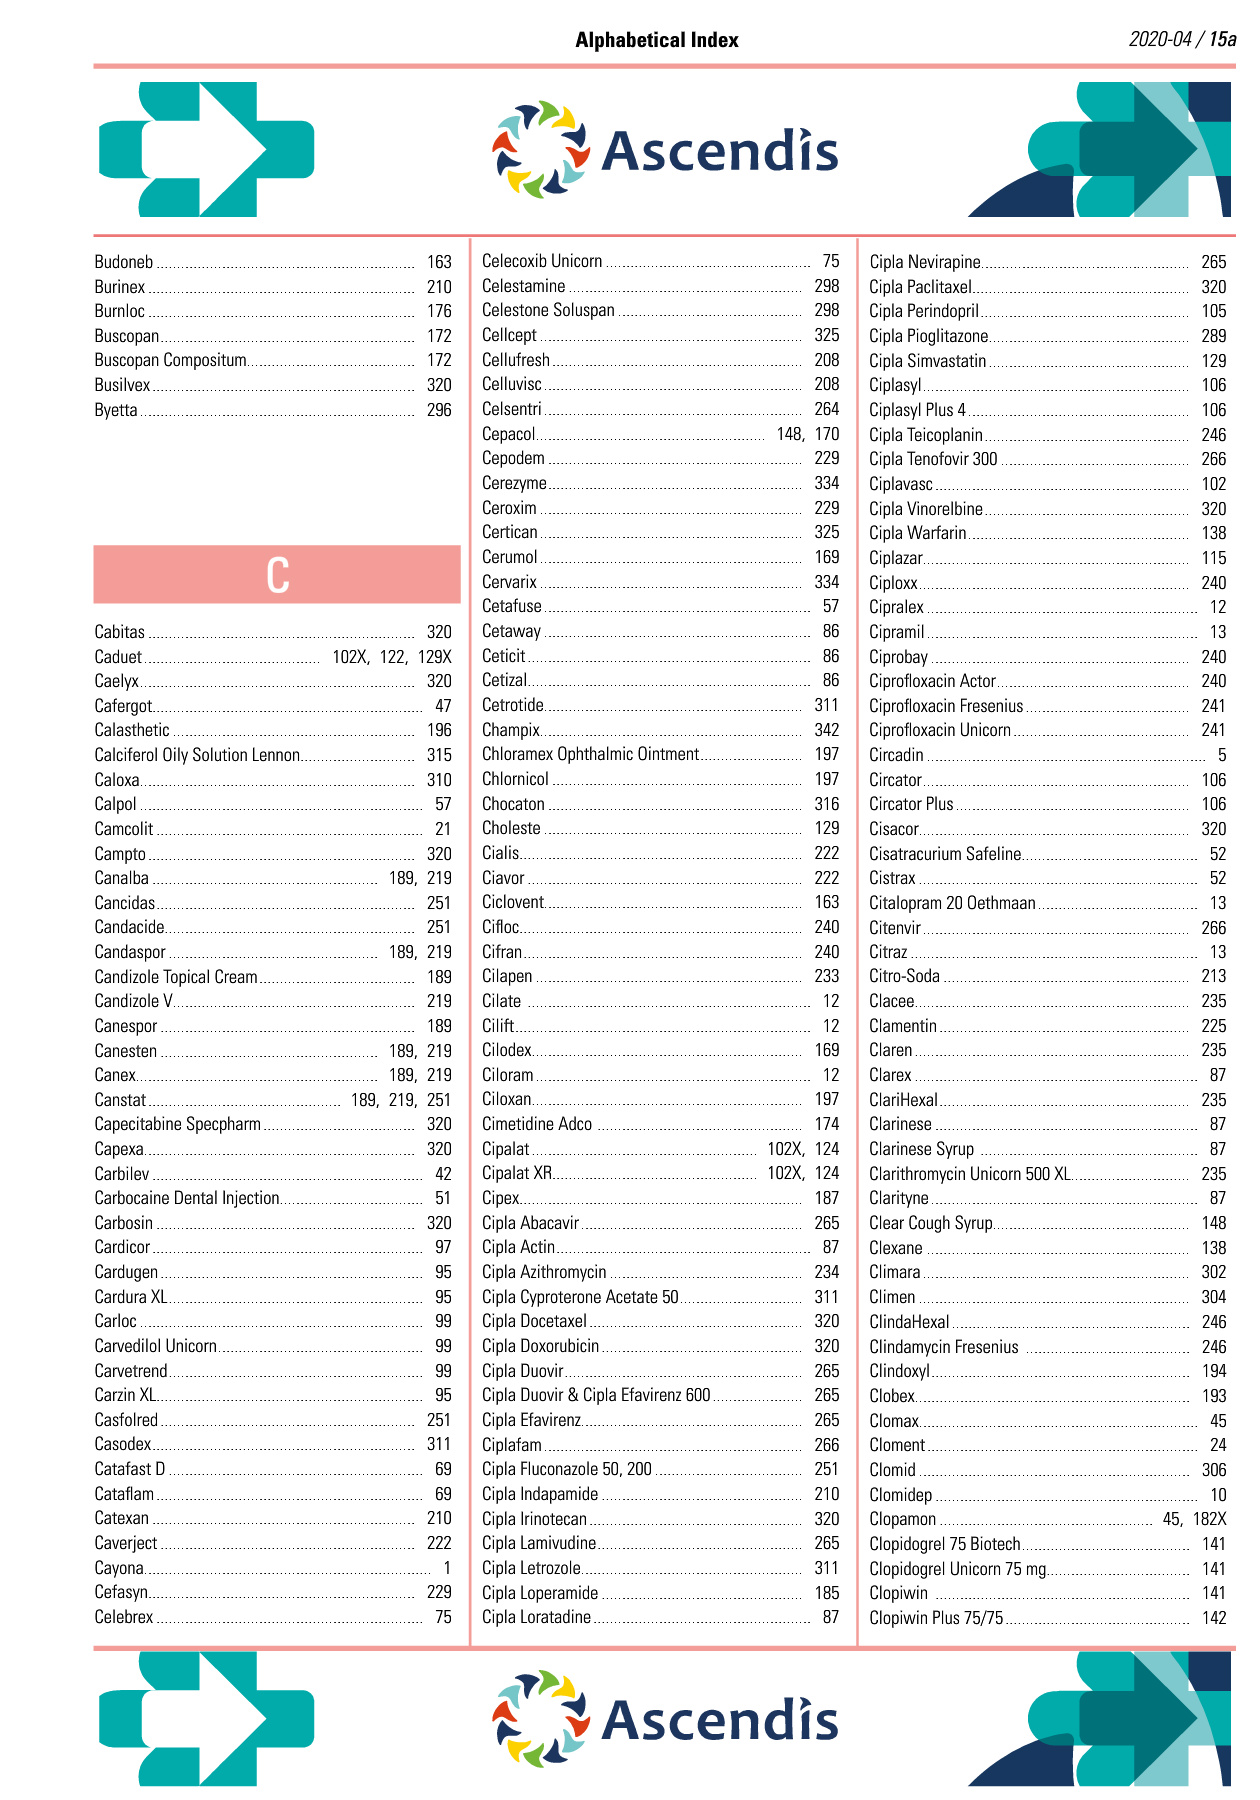 Alphabetical Index
2020-04 / 15a
Ascendis
Budoneb 163
Burinex 210
Burnloc 176
Buscopan 172
Buscopan Compositum 172
Busilvex 320
Byetta 296
C
Cabitas 320
Caduet 102X, 122, 129X
Caelyx 320
Cafergot 47
Calasthetic 196
Calciferol Oily Solution Lennon 315
Caloxa 310
Calpol 57
Camcolit 21
Campto 320
Canalba 189, 219
Cancidas 251
Candacide 251
Candaspor 189, 219
Candizole Topical Cream 189
Candizole V 219
Canespor 189
Canesten 189, 219
Canex 189, 219
Canstat 189, 219, 251
Capecitabine Specpharm 320
Capexa 320
Carbilev 42
Carbocaine Dental Injection 51
Carbosin 320
Cardicor 97
Cardugen 95
Cardura XL 95
Carloc 99
Carvedilol Unicorn 99
Carvetrend 99
Carzin XL 95
Casfolred 251
Casodex 311
Catafast D 69
Cataflam 69
Catexan 210
Caverject 222
Cayona 1
Cefasyn 229
Celebrex 75
Celecoxib Unicorn 75
Celestamine 298
Celestone Soluspan 298
Cellcept 325
Cellufresh 208
Celluvisc 208
Celsentri 264
Cepacol 148, 170
Cepodem 229
Cerezyme 334
Ceroxim 229
Certican 325
Cerumol 169
Cervarix 334
Cetafuse 57
Cetaway 86
Ceticit 86
Cetizal 86
Cetrotide 311
Champix 342
Chloramex Ophthalmic Ointment 197
Chlornicol 197
Chocaton 316
Choleste 129
Cialis 222
Ciavor 222
Ciclovent 163
Cifloc 240
Cifran 240
Cilapen 233
Cilate 12
Cilift 12
Cilodex 169
Ciloram 12
Ciloxan 197
Cimetidine Adco 174
Cipalat 102X, 124
Cipalat XR 102X, 124
Cipex 187
Cipla Abacavir 265
Cipla Actin 87
Cipla Azithromycin 234
Cipla Cyproterone Acetate 50 311
Cipla Docetaxel 320
Cipla Doxorubicin 320
Cipla Duovir 265
Cipla Duovir & Cipla Efavirenz 600 265
Cipla Efavirenz 265
Ciplafam 266
Cipla Fluconazole 50, 200 251
Cipla Indapamide 210
Cipla Irinotecan 320
Cipla Lamivudine 265
Cipla Letrozole 311
Cipla Loperamide 185
Cipla Loratadine 87
Cipla Nevirapine 265
Cipla Paclitaxel 320
Cipla Perindopril 105
Cipla Pioglitazone 289
Cipla Simvastatin 129
Ciplasyl 106
Ciplasyl Plus 4 106
Cipla Teicoplanin 246
Cipla Tenofovir 300 266
Ciplavasc 102
Cipla Vinorelbine 320
Cipla Warfarin 138
Ciplazar 115
Ciploxx 240
Cipralex 12
Cipramil 13
Ciprobay 240
Ciprofloxacin Actor 240
Ciprofloxacin Fresenius 241
Ciprofloxacin Unicorn 241
Circadin 5
Circator 106
Circator Plus 106
Cisacor 320
Cisatracurium Safeline 52
Cistrax 52
Citalopram 20 Oethmaan 13
Citenvir 266
Citraz 13
Citro-Soda 213
Clacee 235
Clamentin 225
Claren 235
Clarex 87
ClariHexal 235
Clarinese 87
Clarinese Syrup 87
Clarithromycin Unicorn 500 XL 235
Clarityne 87
Clear Cough Syrup 148
Clexane 138
Climara 302
Climen 304
ClindaHexal 246
Clindamycin Fresenius 246
Clindoxyl 194
Clobex 193
Clomax 45
Cloment 24
Clomid 306
Clomidep 10
Clopamon 45, 182X
Clopidogrel 75 Biotech 141
Clopidogrel Unicorn 75 mg 141
Clopiwin 141
Clopiwin Plus 75/75 142
Ascendis